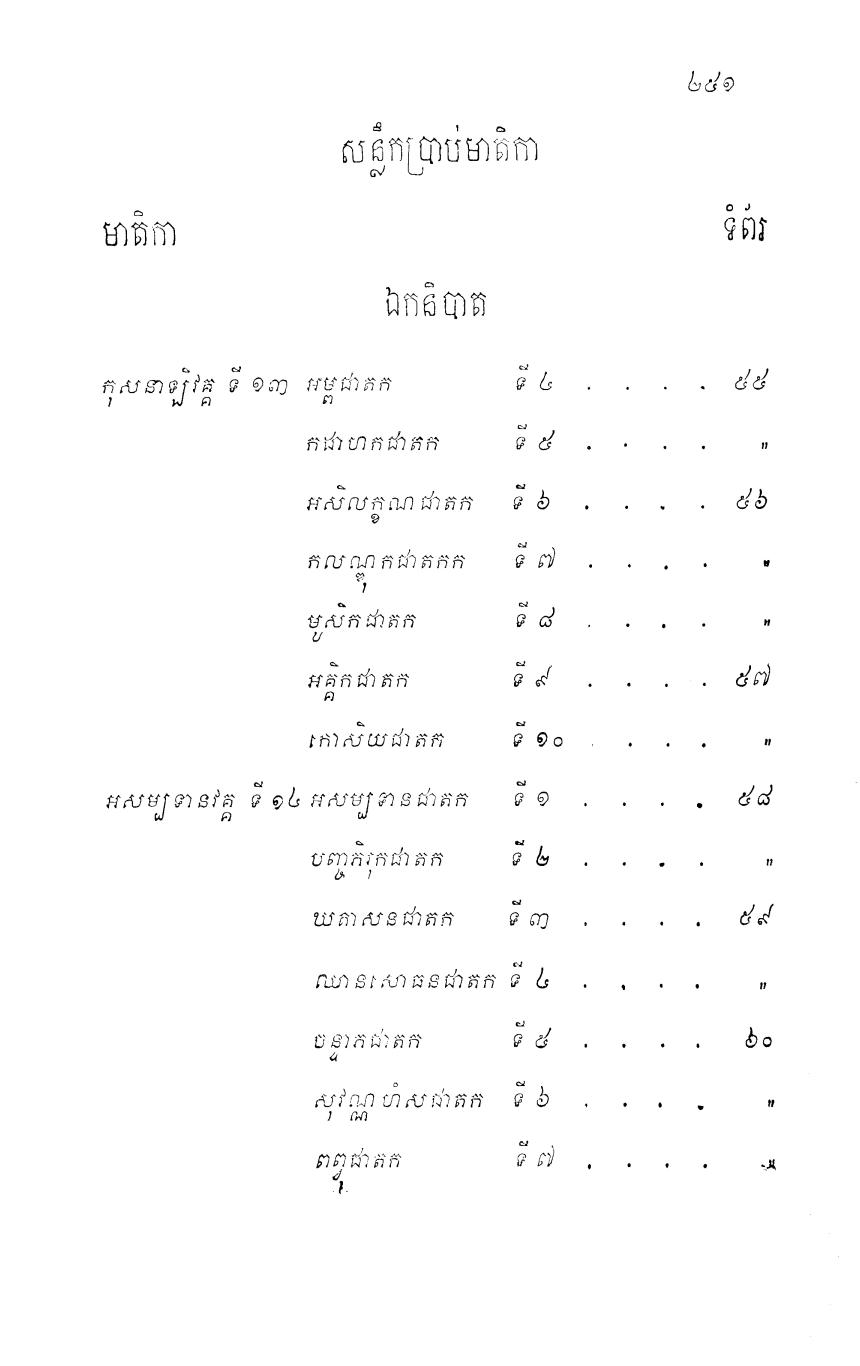 ២៥១
សន្លឹកប្រាប់មាតិកា
មាតិកា ទំព័រ
ឯកនិបាត
កុសនាឡិវគ្គ ទី ១៣ អម្ពជាតក ទី ៤ . . . . ៥៥
កដាហកជាតក ទី ៥ . . . . "
អសិលក្ខណជាតក ទី ៦ . . . . ៥៦
កលណ្ឌុកជាតកក ទី ៧ . . . . "
មូសិកជាតក ទី ៨ . . . . "
អគ្គិកជាតក ទី ៩ . . . . ៥៧
កោសិយជាតក ទី ១០ . . . . "
អសម្បទានវគ្គ ទី ១៤ អសម្បទានជាតក ទី ១ . . . . ៥៨
បញ្ចភិរុកជាតក ទី ២ . . . . "
ឃតាសនជាតក ទី ៣ . . . . ៥៩
ឈានសោធនជាតក ទី ៤ . . . . "
ចន្ទាភជាតក ទី ៥ . . . . ៦០
សុវណ្ណហំសជាតក ទី ៦ . . . . "
ពព្វុជាតក ទី ៧ . . . . "